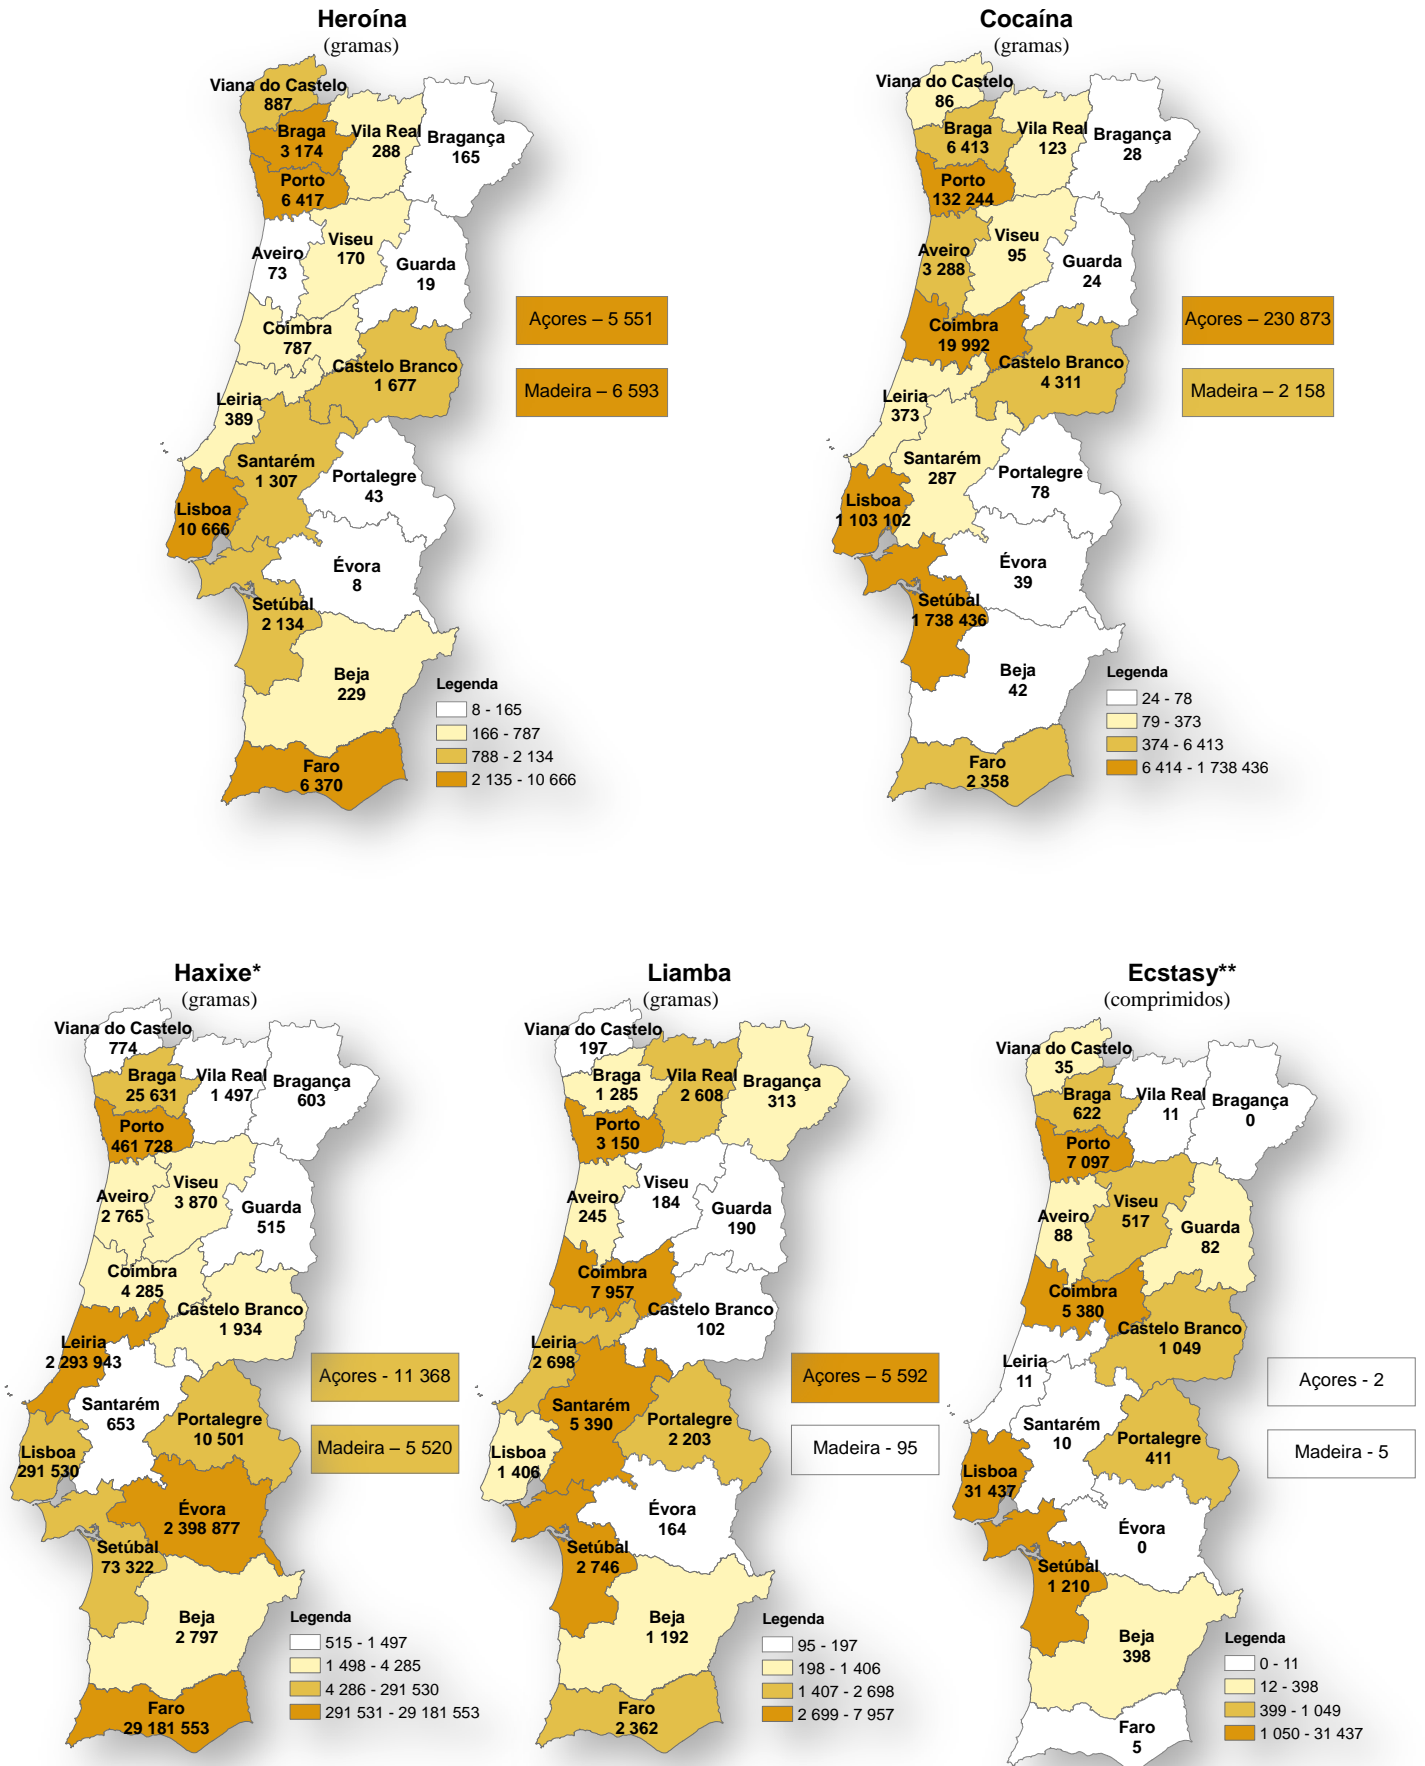 Heroína
(gramas)
Viana do Castelo
887
Braga
3 174
Vila Real
288
Bragança
165
Porto
6 417
Aveiro
73
Viseu
170
Guarda
19
Coimbra
787
Castelo Branco
1 677
Leiria
389
Santarém
1 307
Portalegre
43
Lisboa
10 666
Évora
8
Setúbal
2 134
Beja
229
Faro
6 370
Açores – 5 551
Madeira – 6 593
Legenda
8 - 165
166 - 787
788 - 2 134
2 135 - 10 666
Cocaína
(gramas)
Viana do Castelo
86
Braga
6 413
Vila Real
123
Bragança
28
Porto
132 244
Aveiro
3 288
Viseu
95
Guarda
24
Coimbra
19 992
Castelo Branco
4 311
Leiria
373
Santarém
287
Portalegre
78
Lisboa
1 103 102
Évora
39
Setúbal
1 738 436
Beja
42
Faro
2 358
Açores – 230 873
Madeira – 2 158
Legenda
24 - 78
79 - 373
374 - 6 413
6 414 - 1 738 436
Haxixe*
(gramas)
Viana do Castelo
774
Braga
25 631
Vila Real
1 497
Bragança
603
Porto
461 728
Aveiro
2 765
Viseu
3 870
Guarda
515
Coimbra
4 285
Castelo Branco
1 934
Leiria
2 293 943
Santarém
653
Portalegre
10 501
Lisboa
291 530
Évora
2 398 877
Setúbal
73 322
Beja
2 797
Faro
29 181 553
Açores - 11 368
Madeira – 5 520
Legenda
515 - 1 497
1 498 - 4 285
4 286 - 291 530
291 531 - 29 181 553
Liamba
(gramas)
Viana do Castelo
197
Braga
1 285
Vila Real
2 608
Bragança
313
Porto
3 150
Aveiro
245
Viseu
184
Guarda
190
Coimbra
7 957
Castelo Branco
102
Leiria
2 698
Santarém
5 390
Portalegre
2 203
Lisboa
1 406
Évora
164
Setúbal
2 746
Beja
1 192
Faro
2 362
Açores – 5 592
Madeira - 95
Legenda
95 - 197
198 - 1 406
1 407 - 2 698
2 699 - 7 957
Ecstasy**
(comprimidos)
Viana do Castelo
35
Braga
622
Vila Real
11
Bragança
0
Porto
7 097
Aveiro
88
Viseu
517
Guarda
82
Coimbra
5 380
Castelo Branco
1 049
Leiria
11
Santarém
10
Portalegre
411
Lisboa
31 437
Évora
0
Setúbal
1 210
Beja
398
Faro
5
Açores - 2
Madeira - 5
Legenda
0 - 11
12 - 398
399 - 1 049
1 050 - 31 437